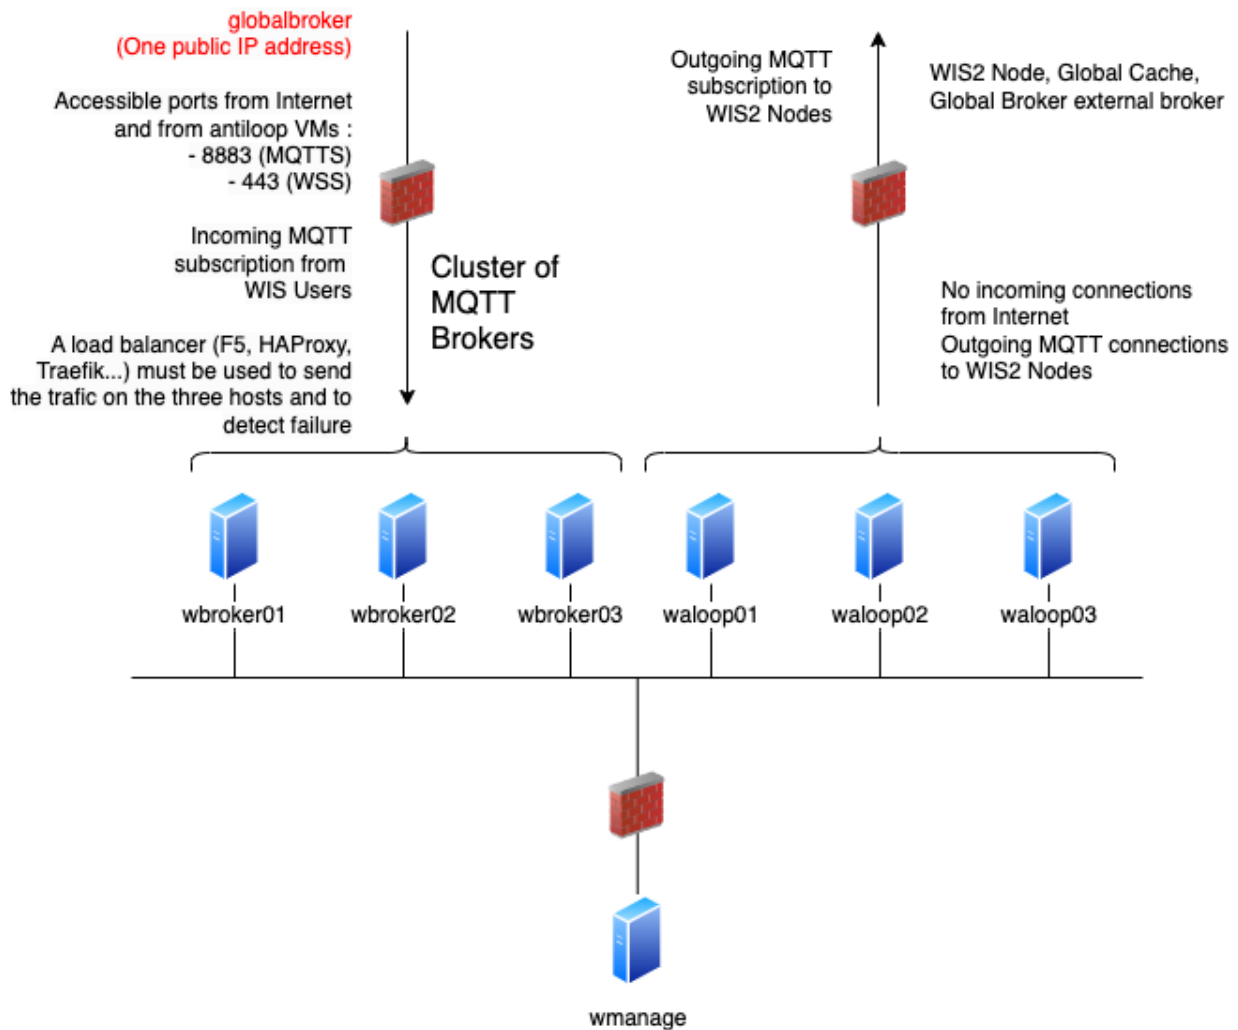 globalbroker
(One public IP address)
Accessible ports from Internet
and from antiloop VMs :
- 8883 (MQTTS)
- 443 (WSS)
Incoming MQTT
subscription from
WIS Users
A load balancer (F5, HAProxy,
Traefik...) must be used to send
the trafic on the three hosts and to
detect failure
Cluster of
MQTT
Brokers
Outgoing MQTT
subscription to
WIS2 Nodes
WIS2 Node, Global Cache,
Global Broker external broker
No incoming connections
from Internet
Outgoing MQTT connections
to WIS2 Nodes
wbroker01
wbroker02
wbroker03
waloop01
waloop02
waloop03
wmanage